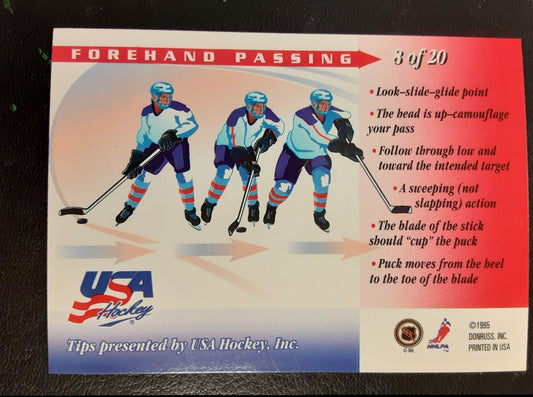 FOREHAND PASSING
8 of 20
• Look–slide–glide point
• The head is up–camouflage
your pass
• Follow through low and
toward the intended target
• A sweeping (not
slapping) action
• The blade of the stick
should "cup" the puck
• Puck moves from the heel
to the toe of the blade
USA
Hockey
Tips presented by USA Hockey, Inc.
NHLPA
©1995
DONRUSS, INC.
PRINTED IN USA